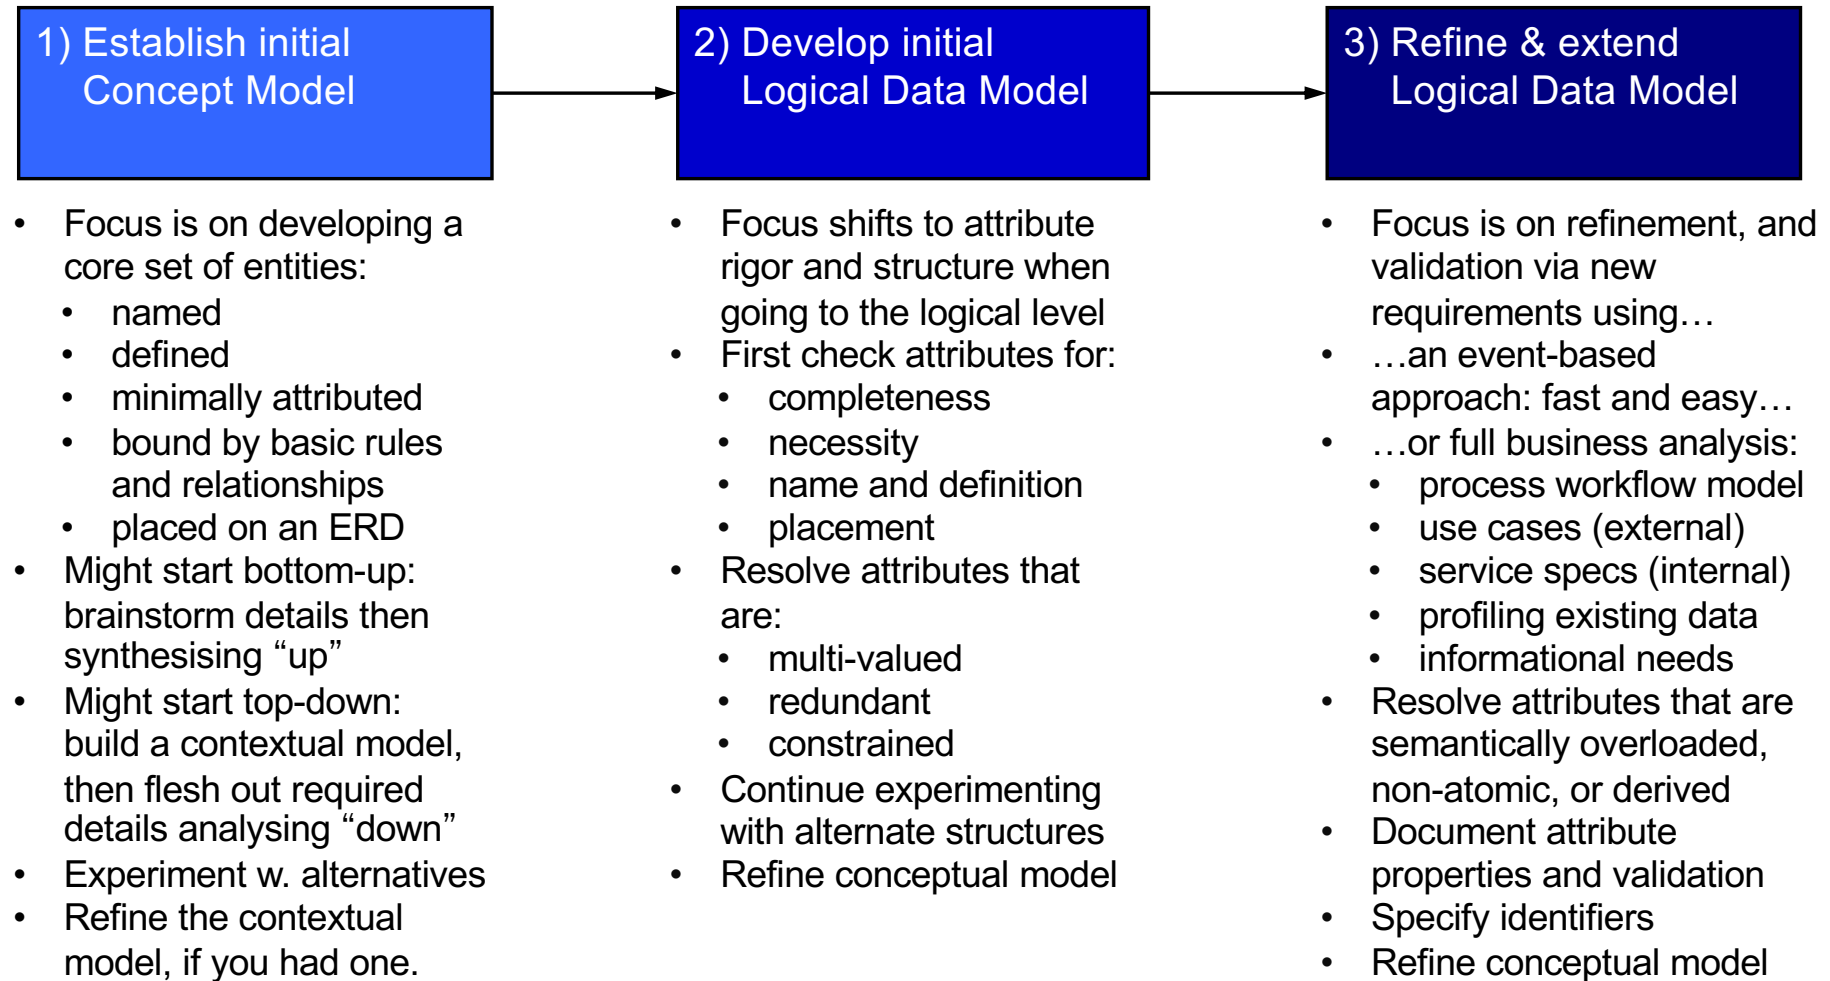 1) Establish initial
Concept Model
2) Develop initial
Logical Data Model
3) Refine & extend
Logical Data Model
• Focus is on developing a
core set of entities:
• named
• defined
• minimally attributed
• bound by basic rules
and relationships
• placed on an ERD
• Might start bottom-up:
brainstorm details then
synthesising “up”
• Might start top-down:
build a contextual model,
then flesh out required
details analysing “down”
• Experiment w. alternatives
• Refine the contextual
model, if you had one.
• Focus shifts to attribute
rigor and structure when
going to the logical level
• First check attributes for:
• completeness
• necessity
• name and definition
• placement
• Resolve attributes that
are:
• multi-valued
• redundant
• constrained
• Continue experimenting
with alternate structures
• Refine conceptual model
• Focus is on refinement, and
validation via new
requirements using…
• …an event-based
approach: fast and easy…
• …or full business analysis:
• process workflow model
• use cases (external)
• service specs (internal)
• profiling existing data
• informational needs
• Resolve attributes that are
semantically overloaded,
non-atomic, or derived
• Document attribute
properties and validation
• Specify identifiers
• Refine conceptual model